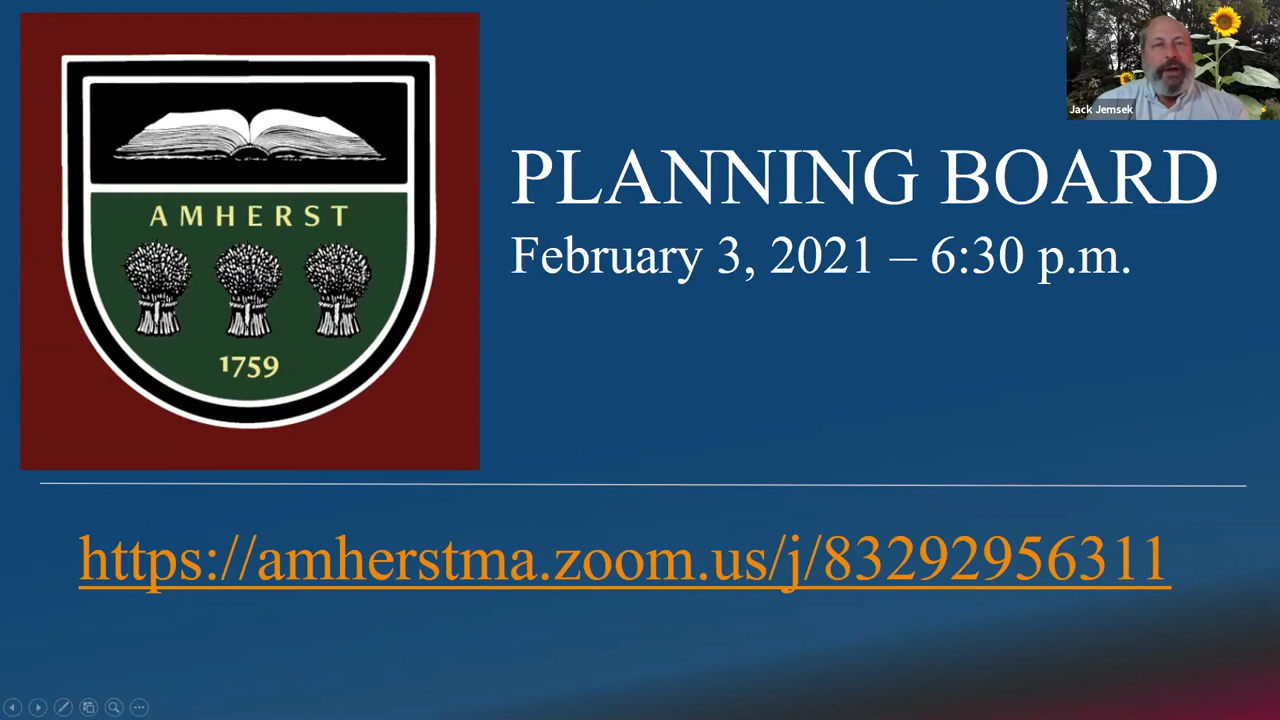 Jack Jemsek
AMHERST
1759
PLANNING BOARD
February 3, 2021 – 6:30 p.m.
https://amherstma.zoom.us/j/83292956311